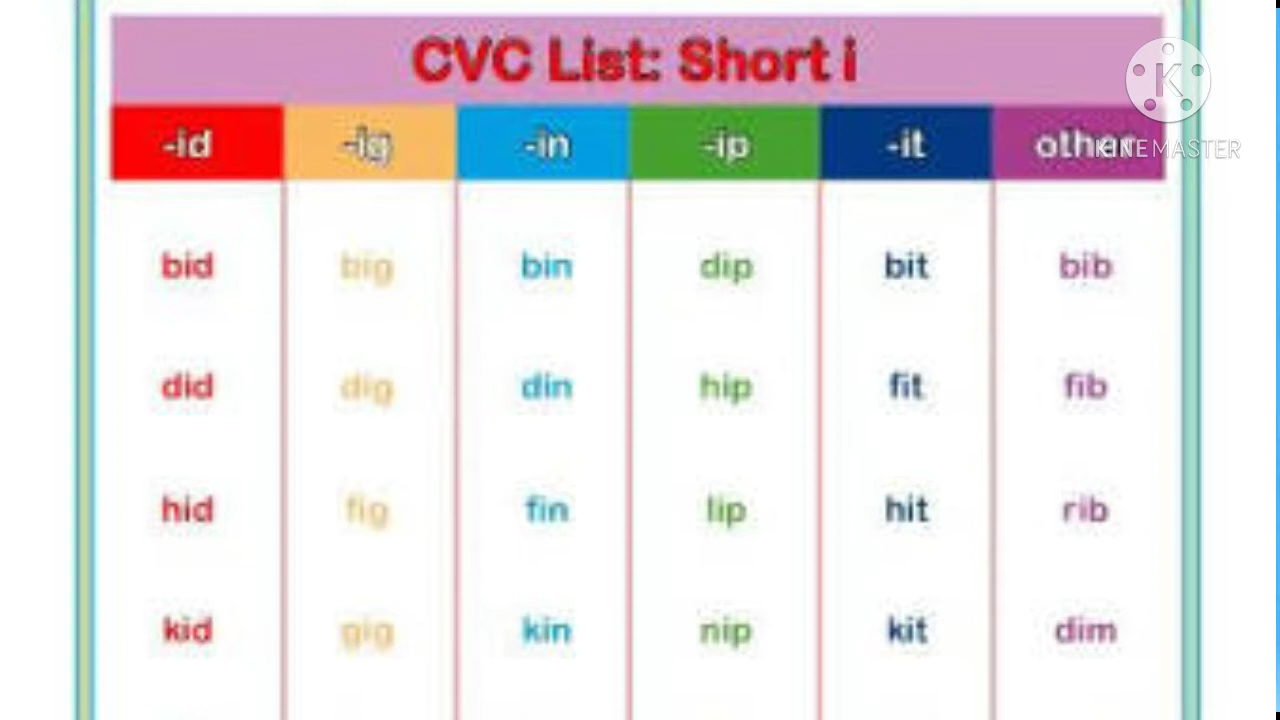 CVC List: Short i
K
KINEMASTER
-id -ig -in -ip -it other
bid big bin dip bit bib
did dig din hip fit fib
hid fig fin lip hit rib
kid gig kin nip kit dim